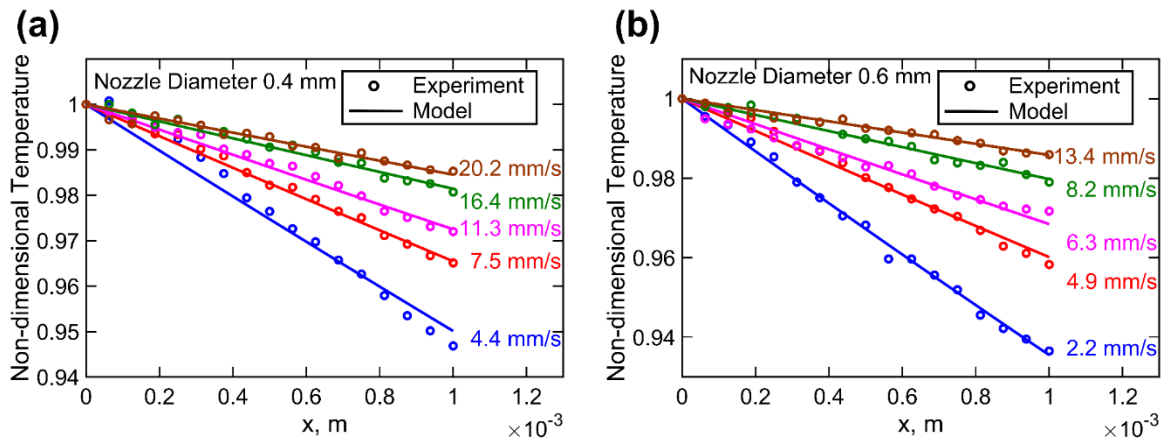 (a)
Non-dimensional Temperature
Nozzle Diameter 0.4 mm
Experiment
Model
1
0.99
0.98
0.97
0.96
0.95
0.94
20.2 mm/s
16.4 mm/s
11.3 mm/s
7.5 mm/s
4.4 mm/s
0 0.2 0.4 0.6 0.8 1 1.2
x, m
×10⁻³
(b)
Non-dimensional Temperature
Nozzle Diameter 0.6 mm
Experiment
Model
1
0.98
0.96
0.94
13.4 mm/s
8.2 mm/s
6.3 mm/s
4.9 mm/s
2.2 mm/s
0 0.2 0.4 0.6 0.8 1 1.2
x, m
×10⁻³